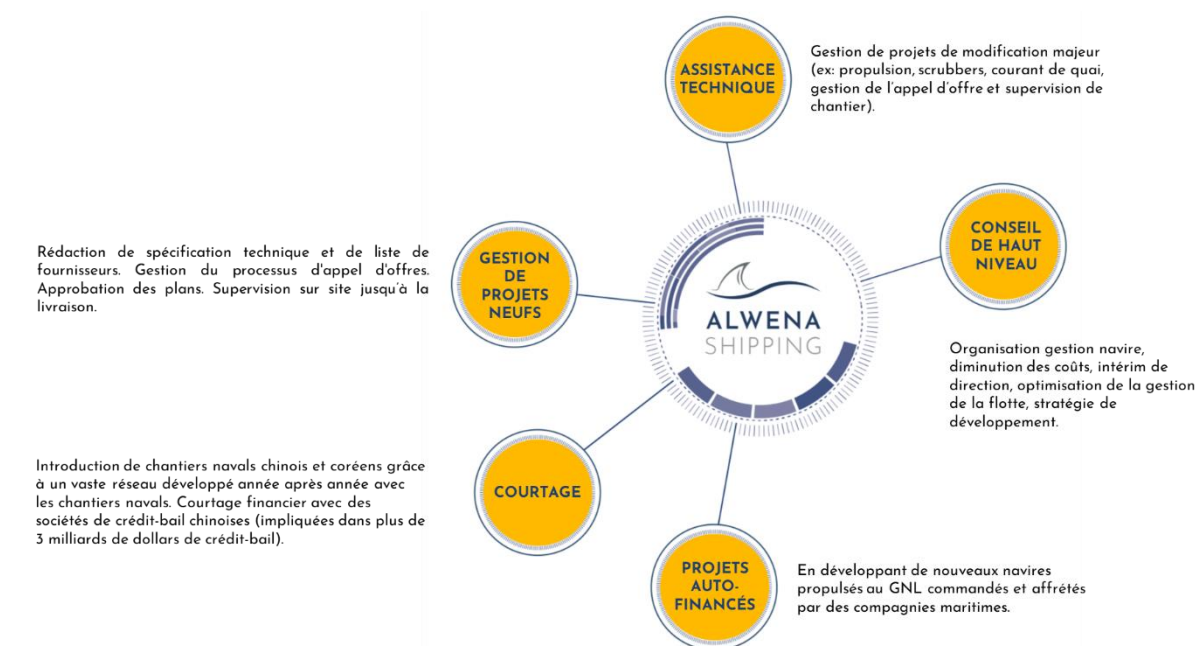 ASSISTANCE
TECHNIQUE
Gestion de projets de modification majeur
(ex: propulsion, scrubbers, courant de quai,
gestion de l'appel d'offre et supervision de
chantier).
CONSEIL
DE HAUT
NIVEAU
Organisation gestion navire,
diminution des coûts, intérim de
direction, optimisation de la gestion
de la flotte, stratégie de
développement.
GESTION
DE
PROJETS
NEUFS
Rédaction de spécification technique et de liste de
fournisseurs. Gestion du processus d'appel d'offres.
Approbation des plans. Supervision sur site jusqu'à la
livraison.
ALWENA
SHIPPING
COURTAGE
Introduction de chantiers navals chinois et coréens grâce
à un vaste réseau développé année après année avec
les chantiers navals. Courtage financier avec des
sociétés de crédit-bail chinoises (impliquées dans plus de
3 milliards de dollars de crédit-bail).
PROJETS
AUTO-
FINANCÉS
En développant de nouveaux navires
propulsés au GNL commandés et affrétés
par des compagnies maritimes.